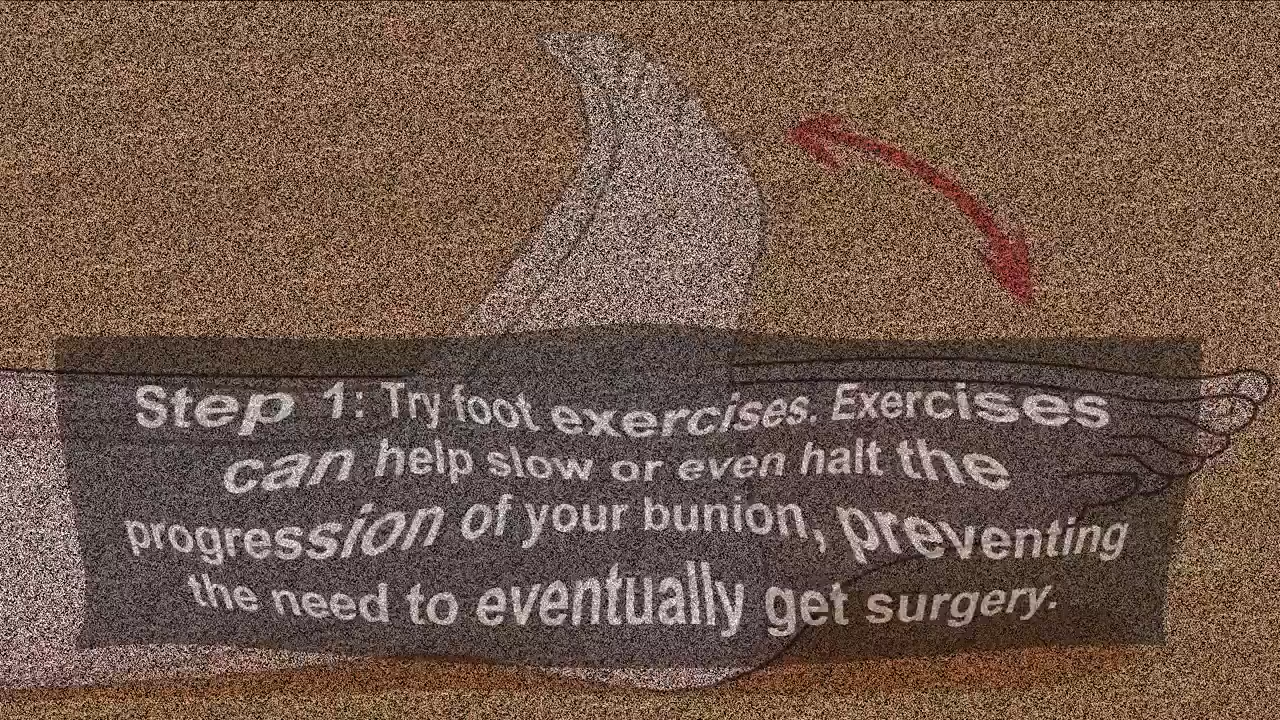 Step 1: Try foot exercises. Exercises
can help slow or even halt the
progression of your bunion, preventing
the need to eventually get surgery.